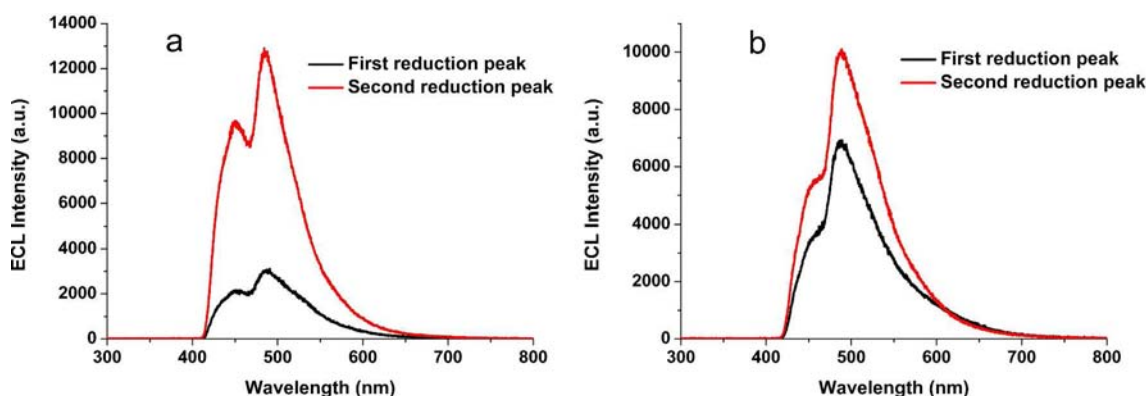 a
First reduction peak
Second reduction peak
ECL Intensity (a.u.)
14000
12000
10000
8000
6000
4000
2000
0
300 400 500 600 700 800
Wavelength (nm)
b
First reduction peak
Second reduction peak
ECL Intensity (a.u.)
10000
8000
6000
4000
2000
0
300 400 500 600 700 800
Wavelength (nm)